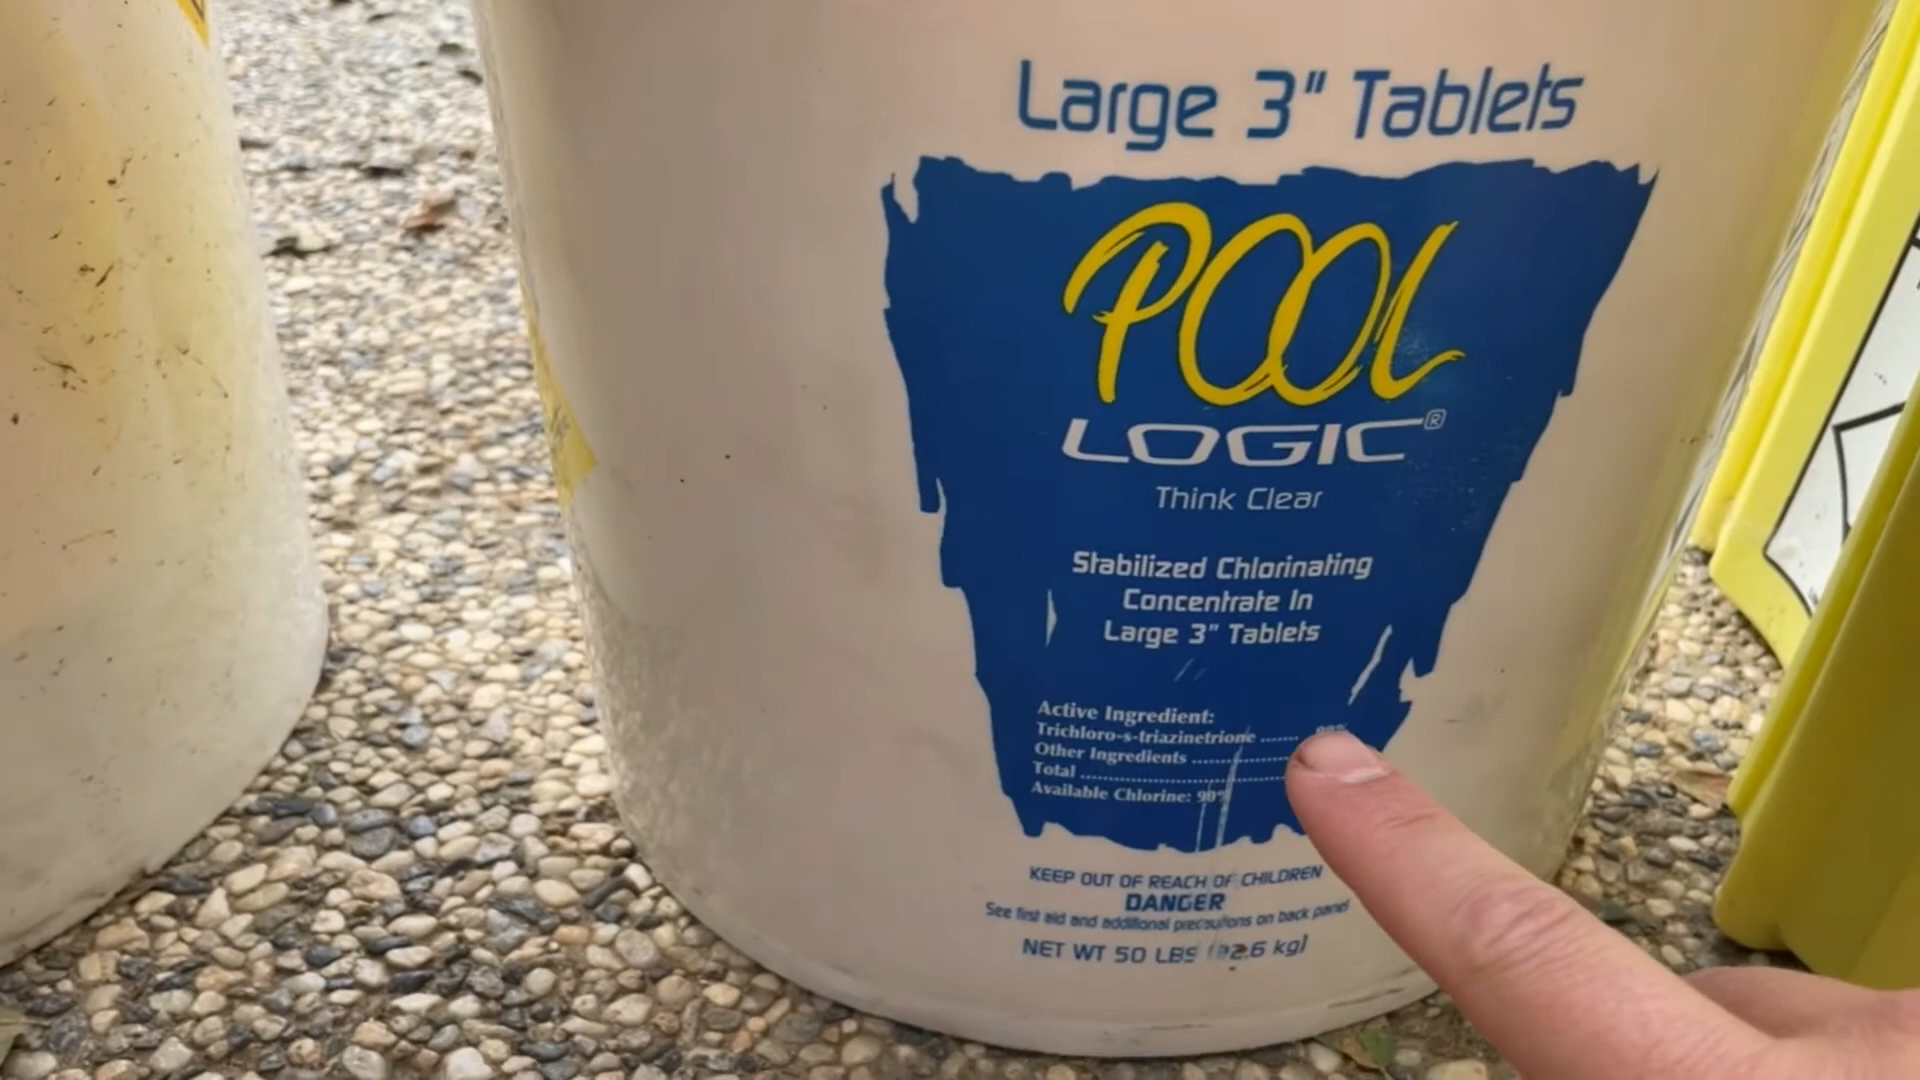 Large 3" Tablets
POOL
LOGIC®
Think Clear
Stabilized Chlorinating
Concentrate In
Large 3" Tablets
Active Ingredient:
Trichloro-s-triazinetrione .......
Other Ingredients ....................
Total ........................................
Available Chlorine: 90%
KEEP OUT OF REACH OF CHILDREN
DANGER
See first aid and additional precautions on back panel
NET WT 50 LBS